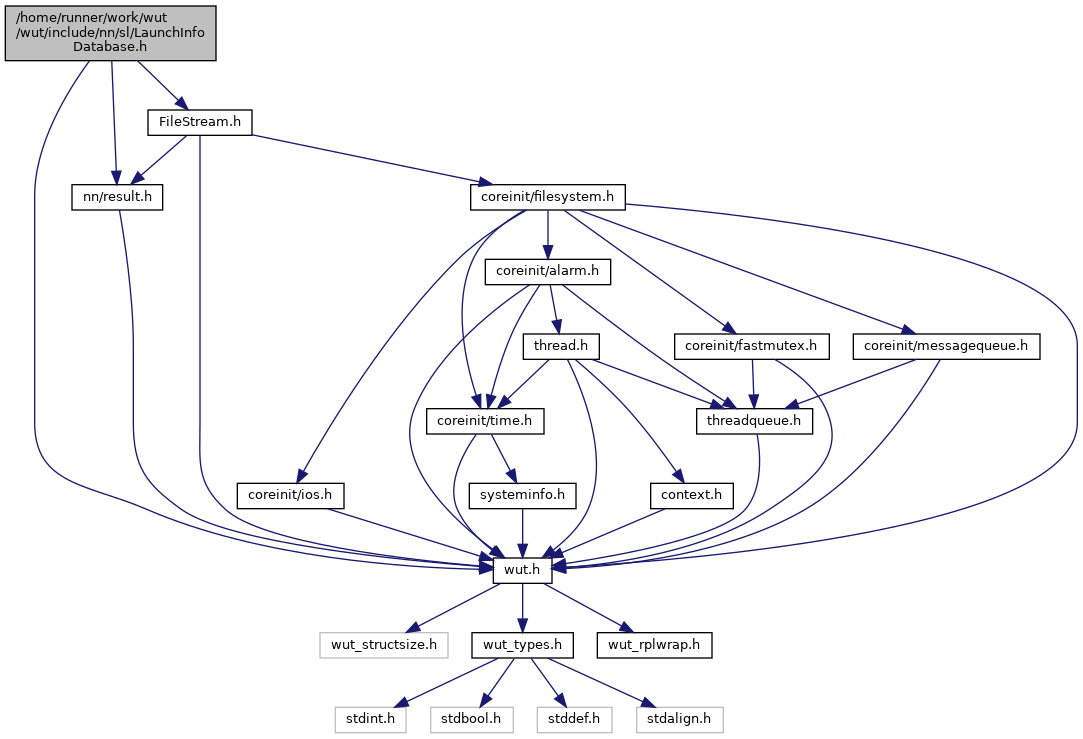 /home/runner/work/wut
/wut/include/nn/sl/LaunchInfo
Database.h
FileStream.h
nn/result.h
coreinit/filesystem.h
coreinit/alarm.h
thread.h
coreinit/fastmutex.h
coreinit/messagequeue.h
coreinit/time.h
threadqueue.h
coreinit/ios.h
systeminfo.h
context.h
wut.h
wut_structsize.h
wut_types.h
wut_rplwrap.h
stdint.h
stdbool.h
stddef.h
stdalign.h